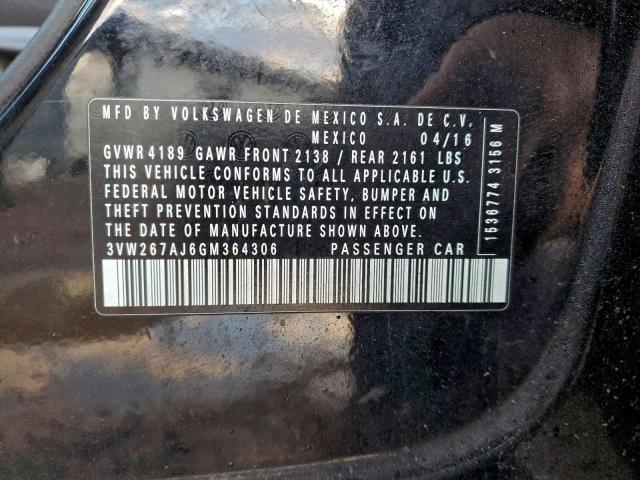 MFD BY VOLKSWAGEN DE MEXICO S.A. DE C.V.
MEXICO 04/16
GVWR 4189 GAWR FRONT 2138 / REAR 2161 LBS
THIS VEHICLE CONFORMS TO ALL APPLICABLE U.S.
FEDERAL MOTOR VEHICLE SAFETY, BUMPER AND
THEFT PREVENTION STANDARDS IN EFFECT ON
THE DATE OF MANUFACTURE SHOWN ABOVE.
3VW267AJ6GM364306 PASSENGER CAR
1536774 3156 M